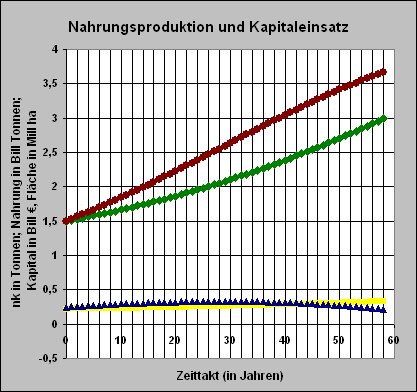 Nahrungsproduktion und Kapitaleinsatz
4
3,5
3
2,5
2
1,5
1
0,5
0
-0,5
0 10 20 30 40 50 60
nk in Tonnen; Nahrung in Bill Tonnen;
Kapital in Bill €, Fläche in Mill ha
Zeittakt (in Jahren)